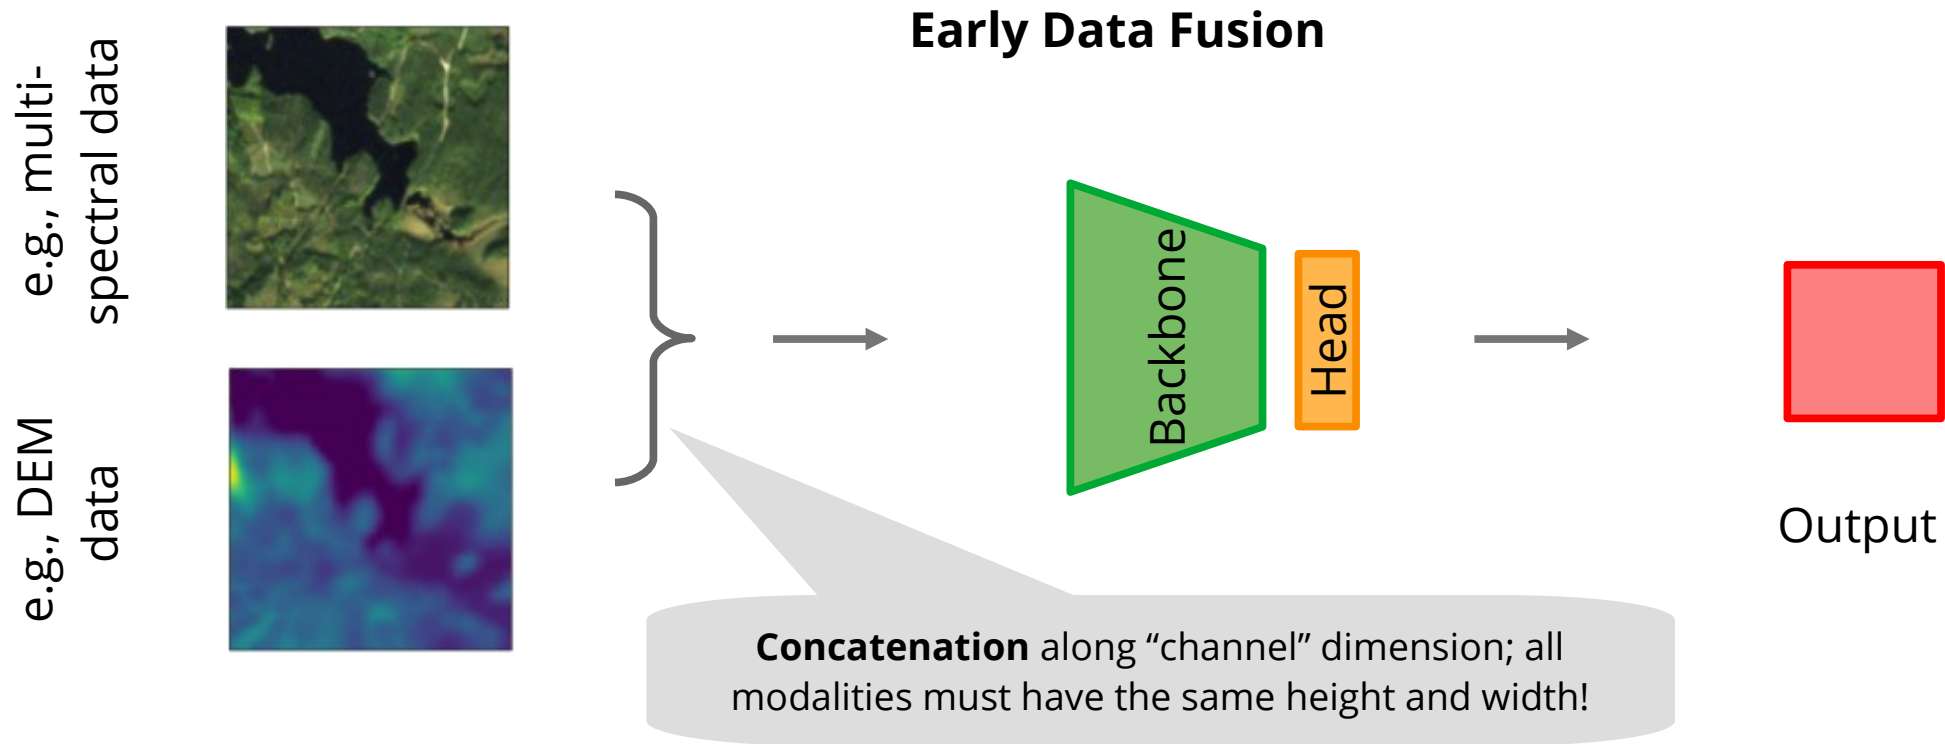 Early Data Fusion
e.g., multi-
spectral data
e.g., DEM
data
Backbone
Head
Output
Concatenation along “channel” dimension; all
modalities must have the same height and width!